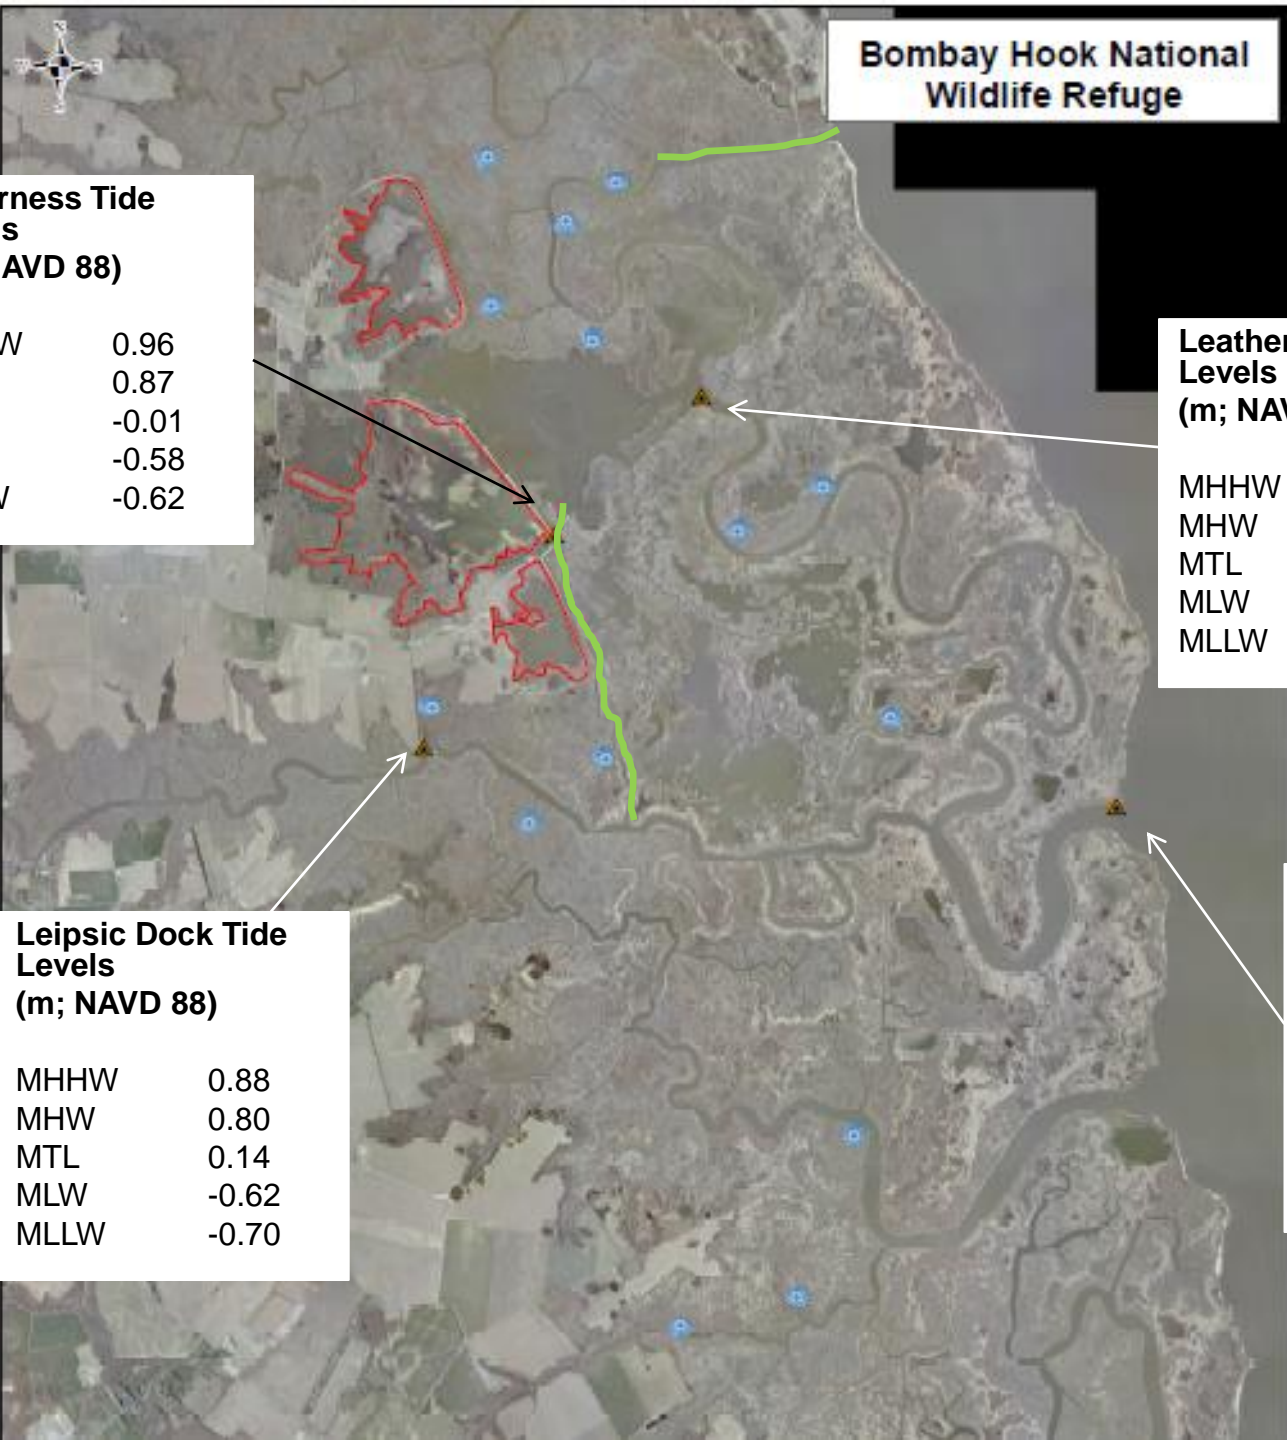 Bombay Hook National
Wildlife Refuge
rness Tide
s
AVD 88)
W 0.96
0.87
-0.01
-0.58
W -0.62
Leather
Levels
(m; NAV
MHHW
MHW
MTL
MLW
MLLW
Leipsic Dock Tide
Levels
(m; NAVD 88)
MHHW 0.88
MHW 0.80
MTL 0.14
MLW -0.62
MLLW -0.70